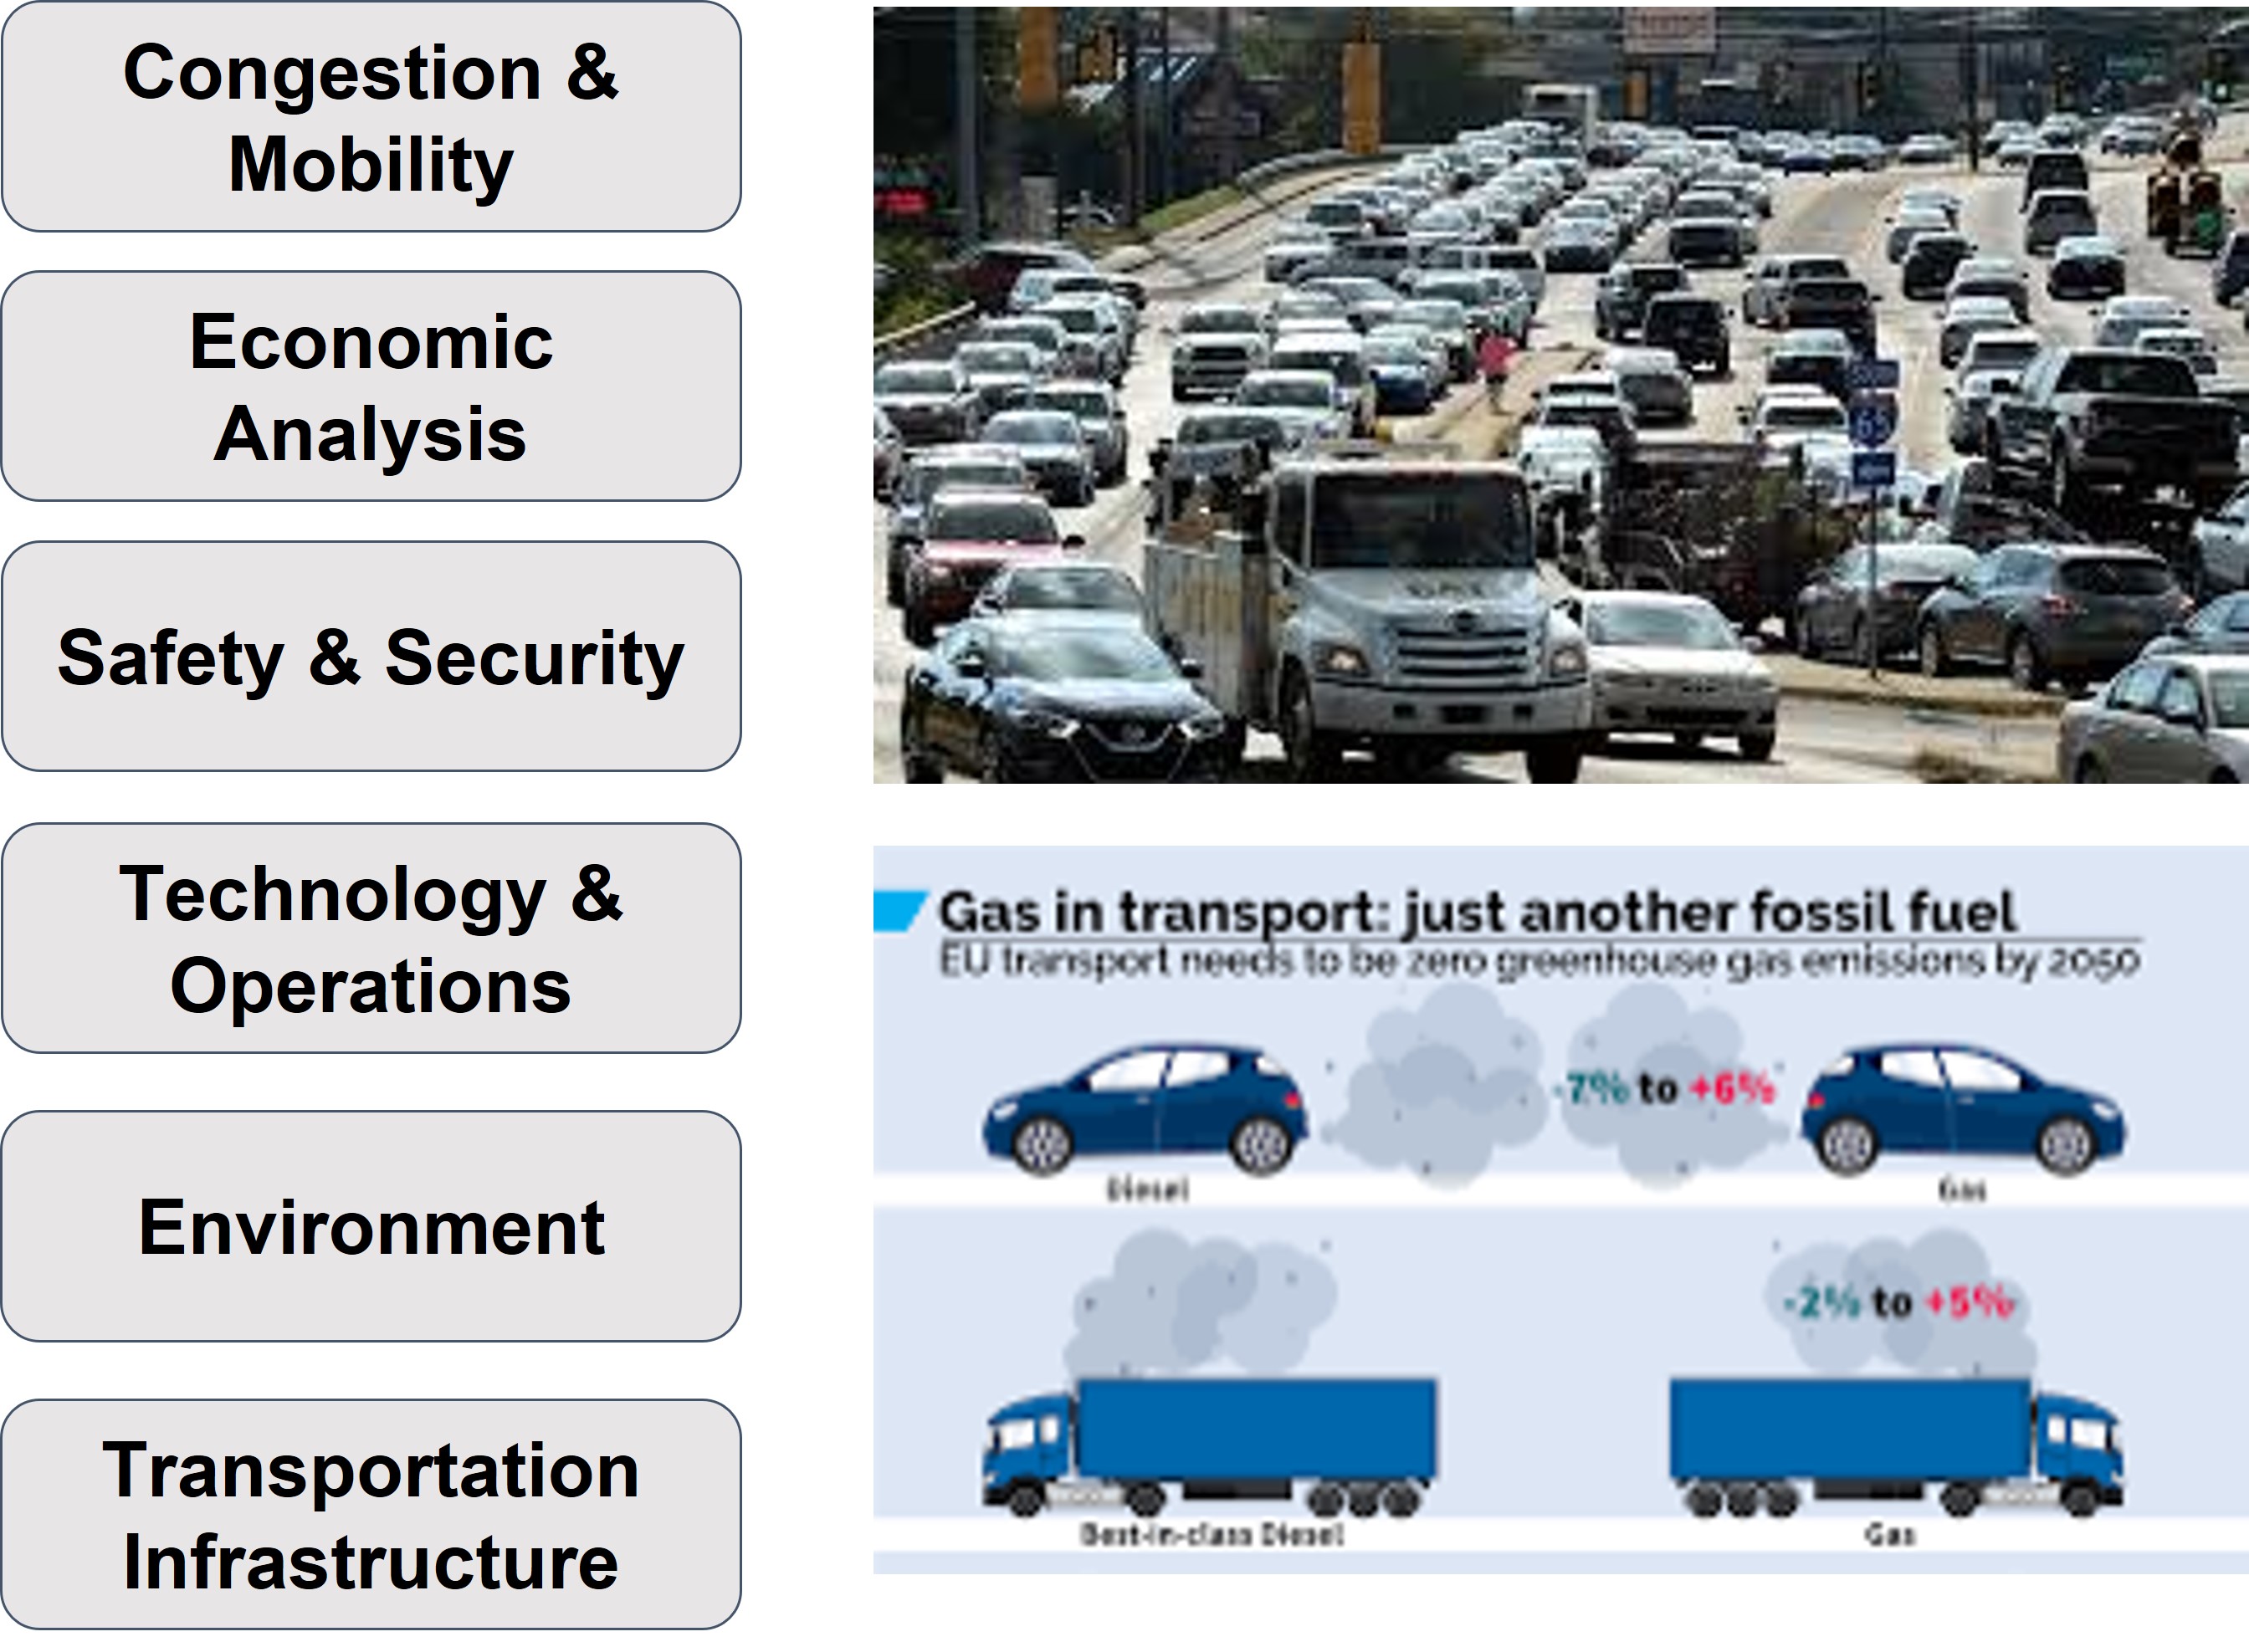 Congestion &
Mobility
Economic
Analysis
Safety & Security
Technology &
Operations
Environment
Transportation
Infrastructure
65
Gas in transport: just another fossil fuel
EU transport needs to be zero greenhouse gas emissions by 2050
-7% to +6%
Diesel
Gas
-2% to +5%
Best-in-class Diesel
Gas